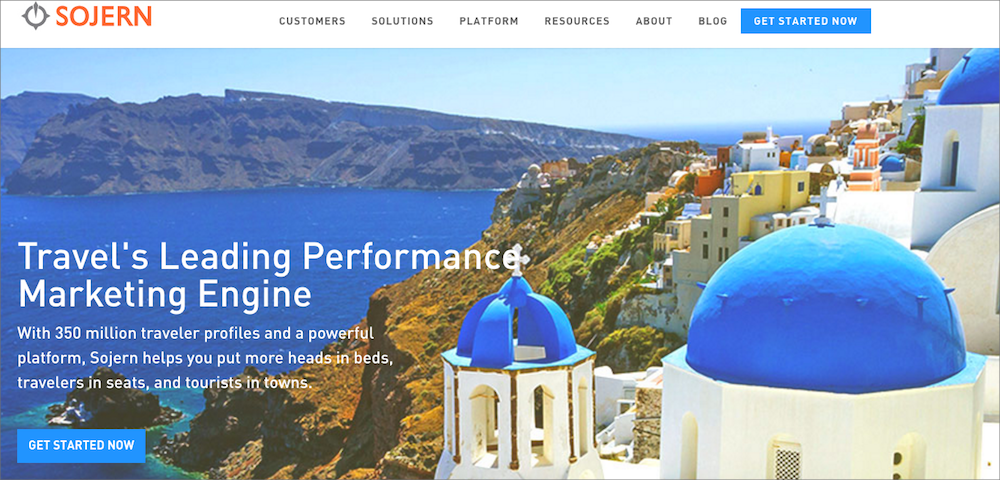 SOJERN
CUSTOMERS SOLUTIONS PLATFORM RESOURCES ABOUT BLOG GET STARTED NOW
Travel's Leading Performance
Marketing Engine
With 350 million traveler profiles and a powerful
platform, Sojern helps you put more heads in beds,
travelers in seats, and tourists in towns.
GET STARTED NOW